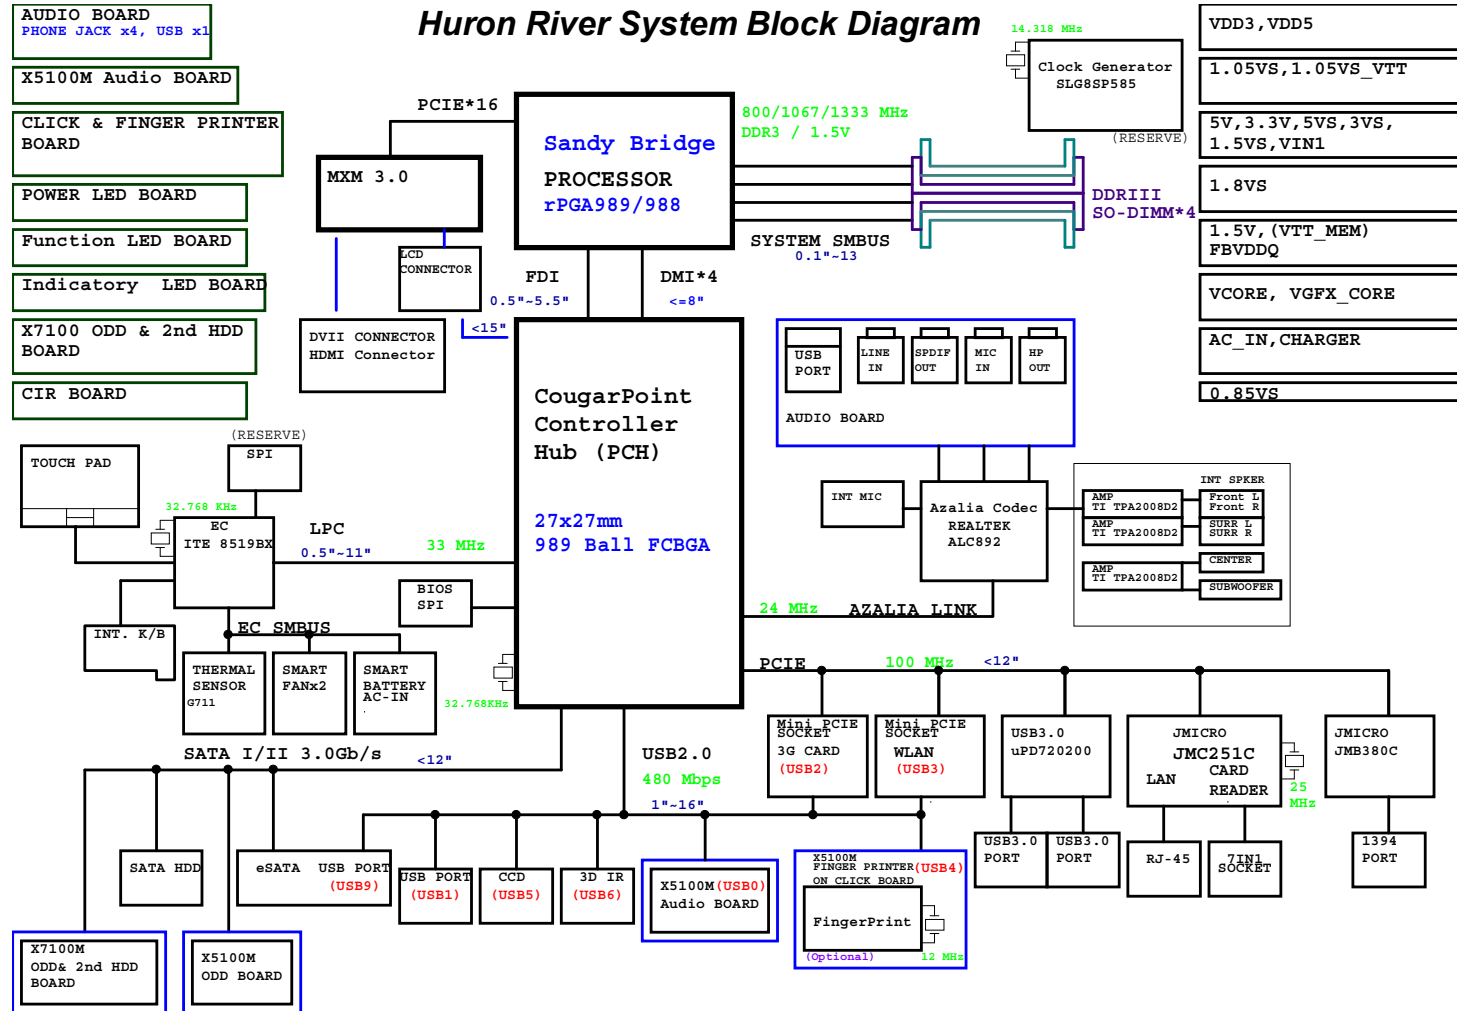 Huron River System Block Diagram
AUDIO BOARD
PHONE JACK x4, USB x1
X5100M Audio BOARD
CLICK & FINGER PRINTER
BOARD
POWER LED BOARD
Function LED BOARD
Indicatory LED BOARD
X7100 ODD & 2nd HDD
BOARD
CIR BOARD
PCIE*16
MXM 3.0
LCD
CONNECTOR
<15"
DVII CONNECTOR
HDMI Connector
Sandy Bridge
PROCESSOR
rPGA989/988
FDI
0.5"~5.5"
DMI*4
<=8"
800/1067/1333 MHz
DDR3 / 1.5V
SYSTEM SMBUS
0.1"~13
DDRIII
SO-DIMM*4
14.318 MHz
Clock Generator
SLG8SP585
(RESERVE)
VDD3,VDD5
1.05VS,1.05VS_VTT
5V,3.3V,5VS,3VS,
1.5VS,VIN1
1.8VS
1.5V,(VTT_MEM)
FBVDDQ
VCORE, VGFX_CORE
AC_IN,CHARGER
0.85VS
CougarPoint
Controller
Hub (PCH)
27x27mm
989 Ball FCBGA
USB
PORT
LINE
IN
SPDIF
OUT
MIC
IN
HP
OUT
AUDIO BOARD
INT MIC
Azalia Codec
REALTEK
ALC892
INT SPKER
AMP
TI TPA2008D2
Front L
Front R
AMP
TI TPA2008D2
SURR L
SURR R
AMP
TI TPA2008D2
CENTER
SUBWOOFER
24 MHz
AZALIA LINK
TOUCH PAD
(RESERVE)
SPI
32.768 KHz
EC
ITE 8519BX
LPC
0.5"~11"
33 MHz
BIOS
SPI
INT. K/B
EC SMBUS
THERMAL
SENSOR
G711
SMART
FANx2
SMART
BATTERY
AC-IN
32.768KHz
PCIE
100 MHz
<12"
Mini PCIE
SOCKET
3G CARD
(USB2)
Mini PCIE
SOCKET
WLAN
(USB3)
USB3.0
uPD720200
JMICRO
JMC251C
LAN
CARD
READER
25
MHz
JMICRO
JMB380C
USB3.0
PORT
USB3.0
PORT
RJ-45
7IN1
SOCKET
1394
PORT
SATA I/II 3.0Gb/s
<12"
USB2.0
480 Mbps
1"~16"
SATA HDD
eSATA USB PORT
(USB9)
USB PORT
(USB1)
CCD
(USB5)
3D IR
(USB6)
X5100M(USB0)
Audio BOARD
X5100M
FINGER PRINTER(USB4)
ON CLICK BOARD
FingerPrint
(Optional)
12 MHz
X7100M
ODD& 2nd HDD
BOARD
X5100M
ODD BOARD